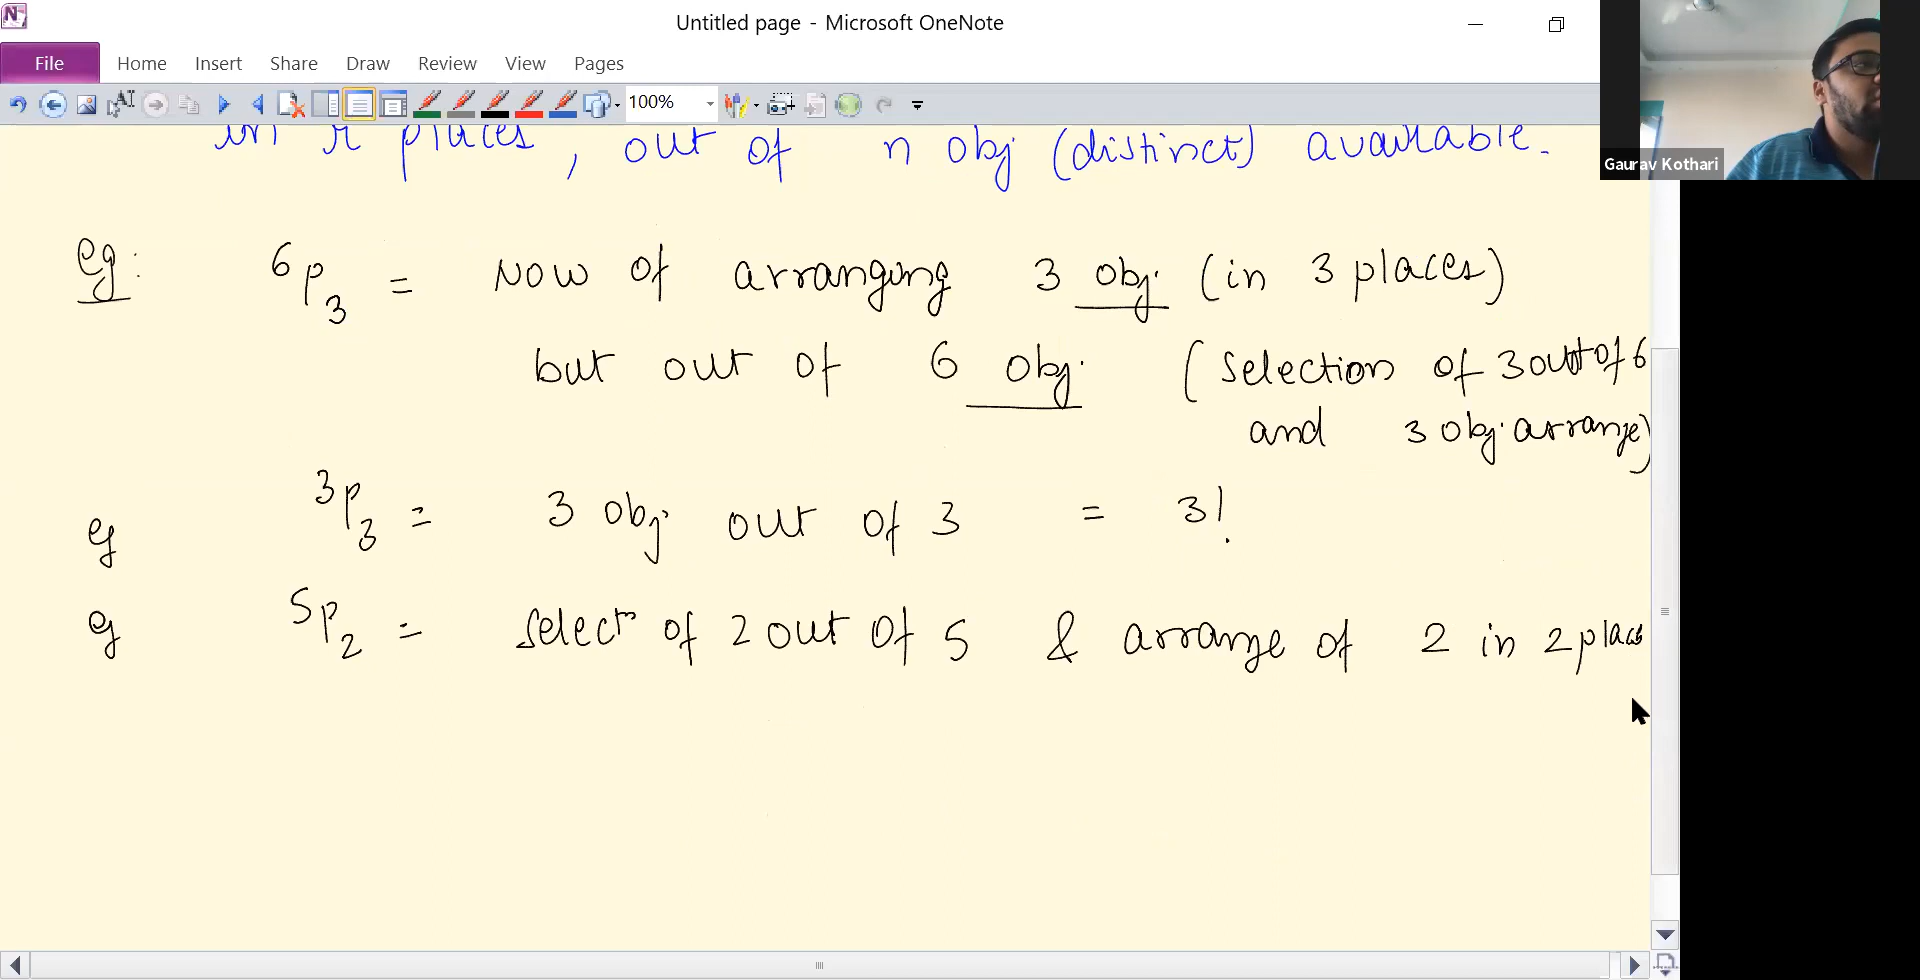 Untitled page - Microsoft OneNote
File Home Insert Share Draw Review View Pages
100%
Gaurav Kothari
in r places, out of n obj (distinct) available.
eg: ⁶P₃ = Now of arranging 3 obj. (in 3 places)
but out of 6 obj. (selection of 3 out of 6
and 3 obj. arrange)
eg ³P₃ = 3 obj. out of 3 = 3!
eg ⁵P₂ = select of 2 out of 5 & arrange of 2 in 2 places